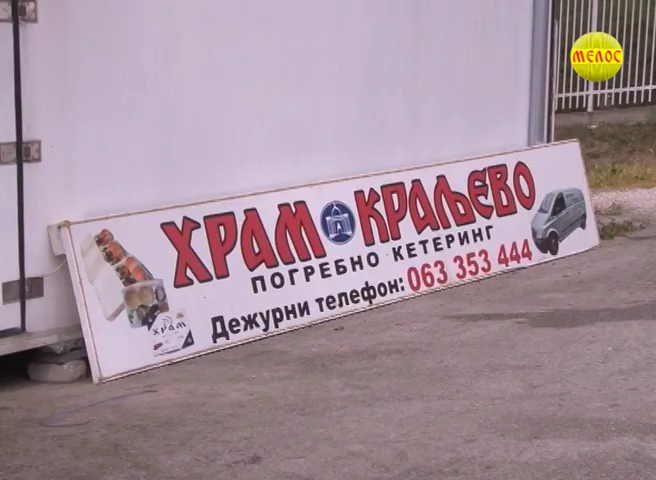 МЕЛОС
ХРАМ КРАЉЕВО
ПОГРЕБНО КЕТЕРИНГ
Дежурни телефон: 063 353 444
ХРАМ